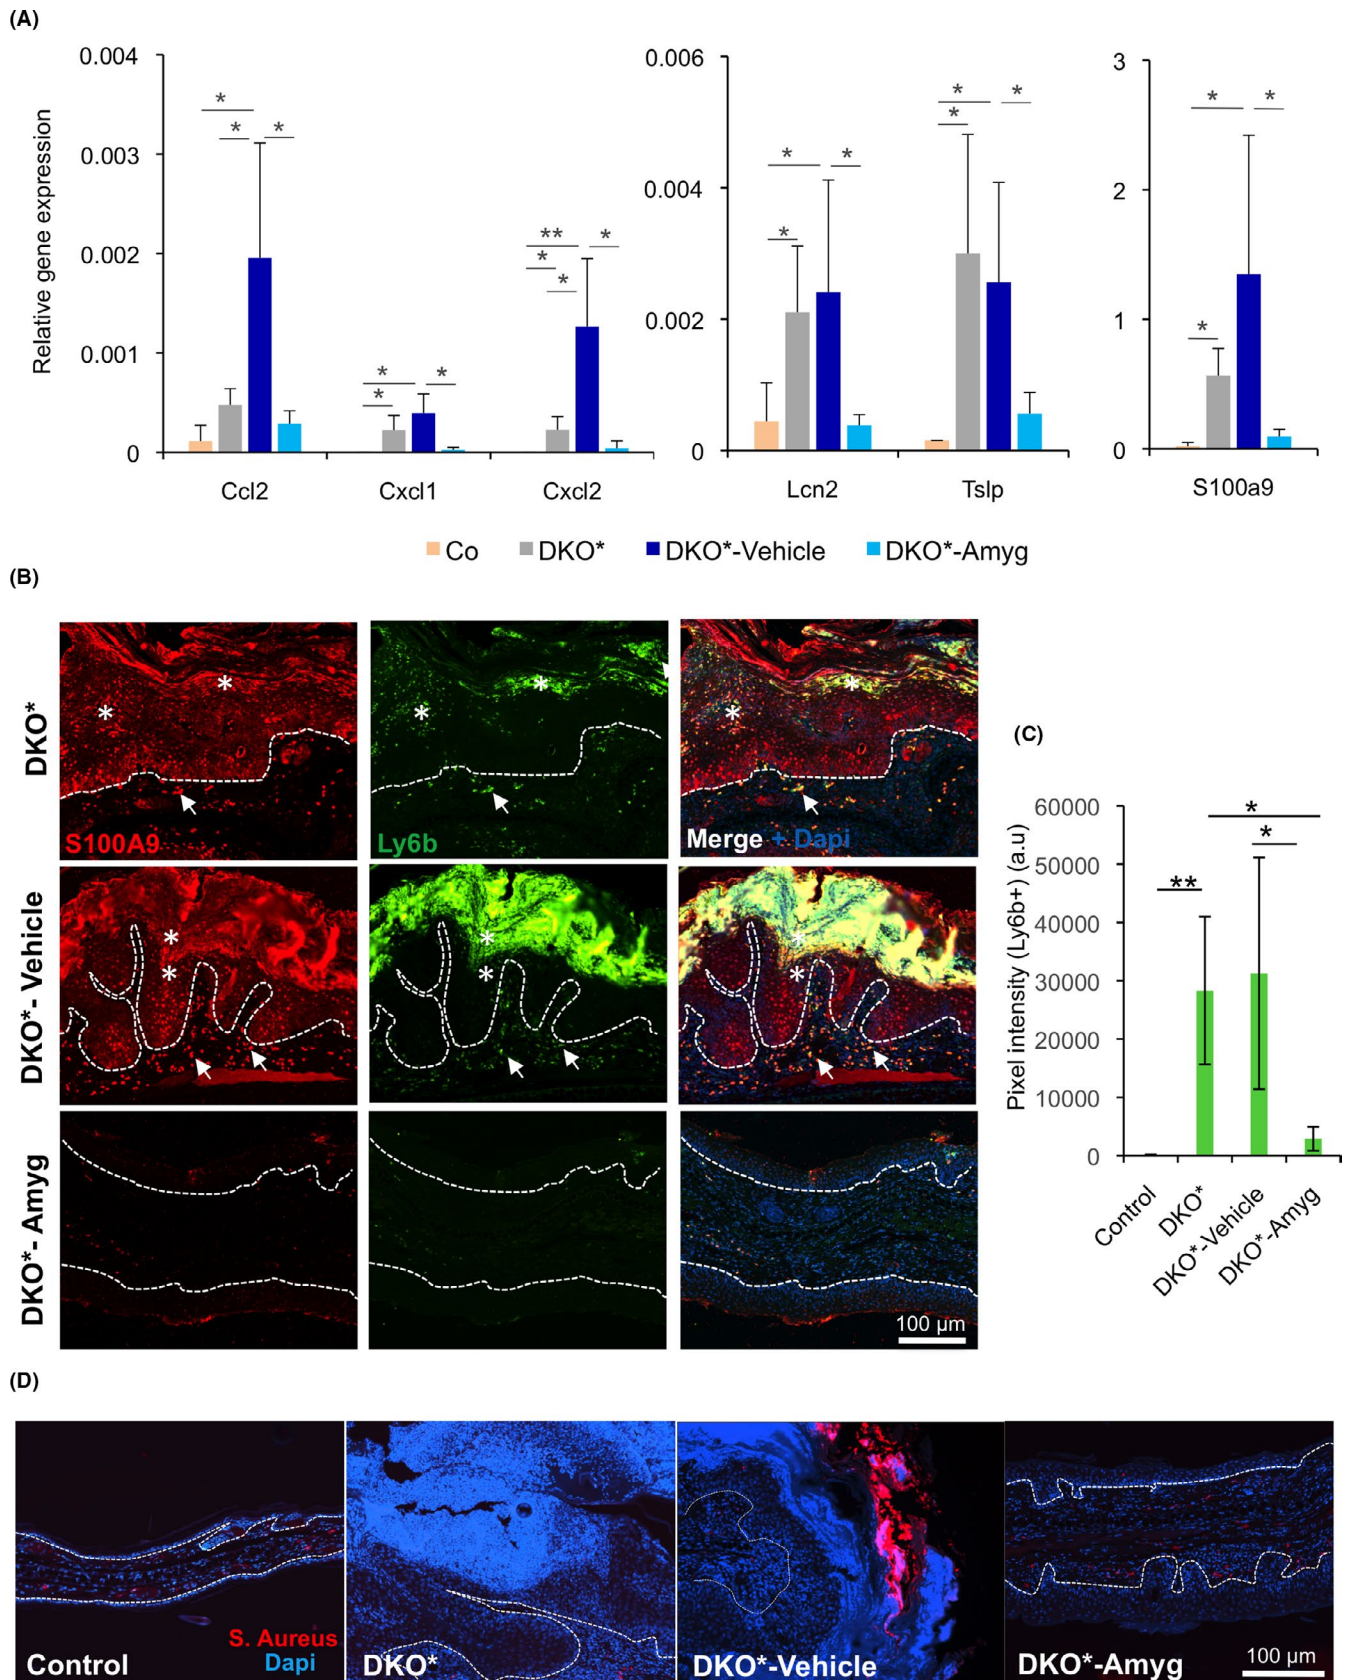 (A)
Relative gene expression
0.004
0.003
0.002
0.001
0
* * *
* * *
** * * *
Ccl2 Cxcl1 Cxcl2
0.006
0.004
0.002
0
* * *
* * *
Lcn2 Tslp
3
2
1
0
* * *
S100a9
Co DKO* DKO*-Vehicle DKO*-Amyg
(B)
DKO*
S100A9 Ly6b Merge + Dapi
* * * * * *
DKO*- Vehicle
* * * * * *
DKO*- Amyg
100 µm
(C)
Pixel intensity (Ly6b+) (a.u)
60000
50000
40000
30000
20000
10000
0
*
*
**
Control DKO* DKO*-Vehicle DKO*-Amyg
(D)
S. Aureus
Dapi
Control DKO* DKO*-Vehicle DKO*-Amyg
100 µm